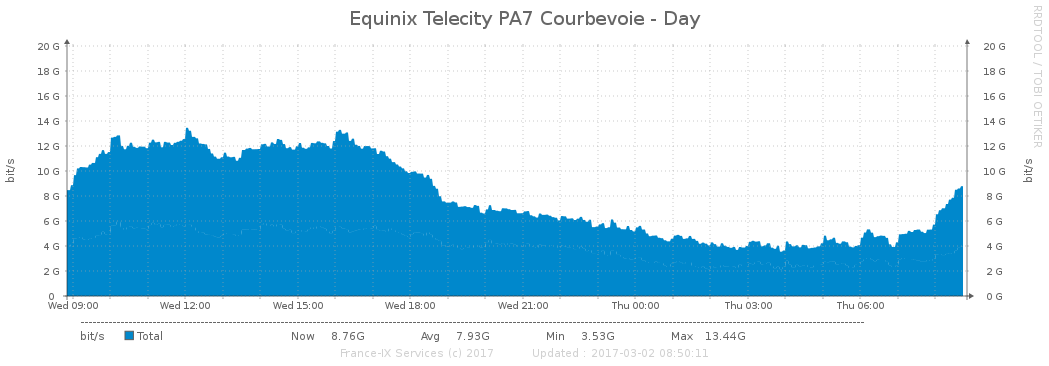 Equinix Telecity PA7 Courbevoie - Day
RRDTOOL / TOBI OETIKER
20 G 20 G
18 G 18 G
16 G 16 G
14 G 14 G
12 G 12 G
10 G 10 G
8 G 8 G
6 G 6 G
4 G 4 G
2 G 2 G
0 0 G
bit/s bit/s
Wed 09:00 Wed 12:00 Wed 15:00 Wed 18:00 Wed 21:00 Thu 00:00 Thu 03:00 Thu 06:00
bit/s Total Now 8.76G Avg 7.93G Min 3.53G Max 13.44G
France-IX Services (c) 2017 Updated : 2017-03-02 08:50:11